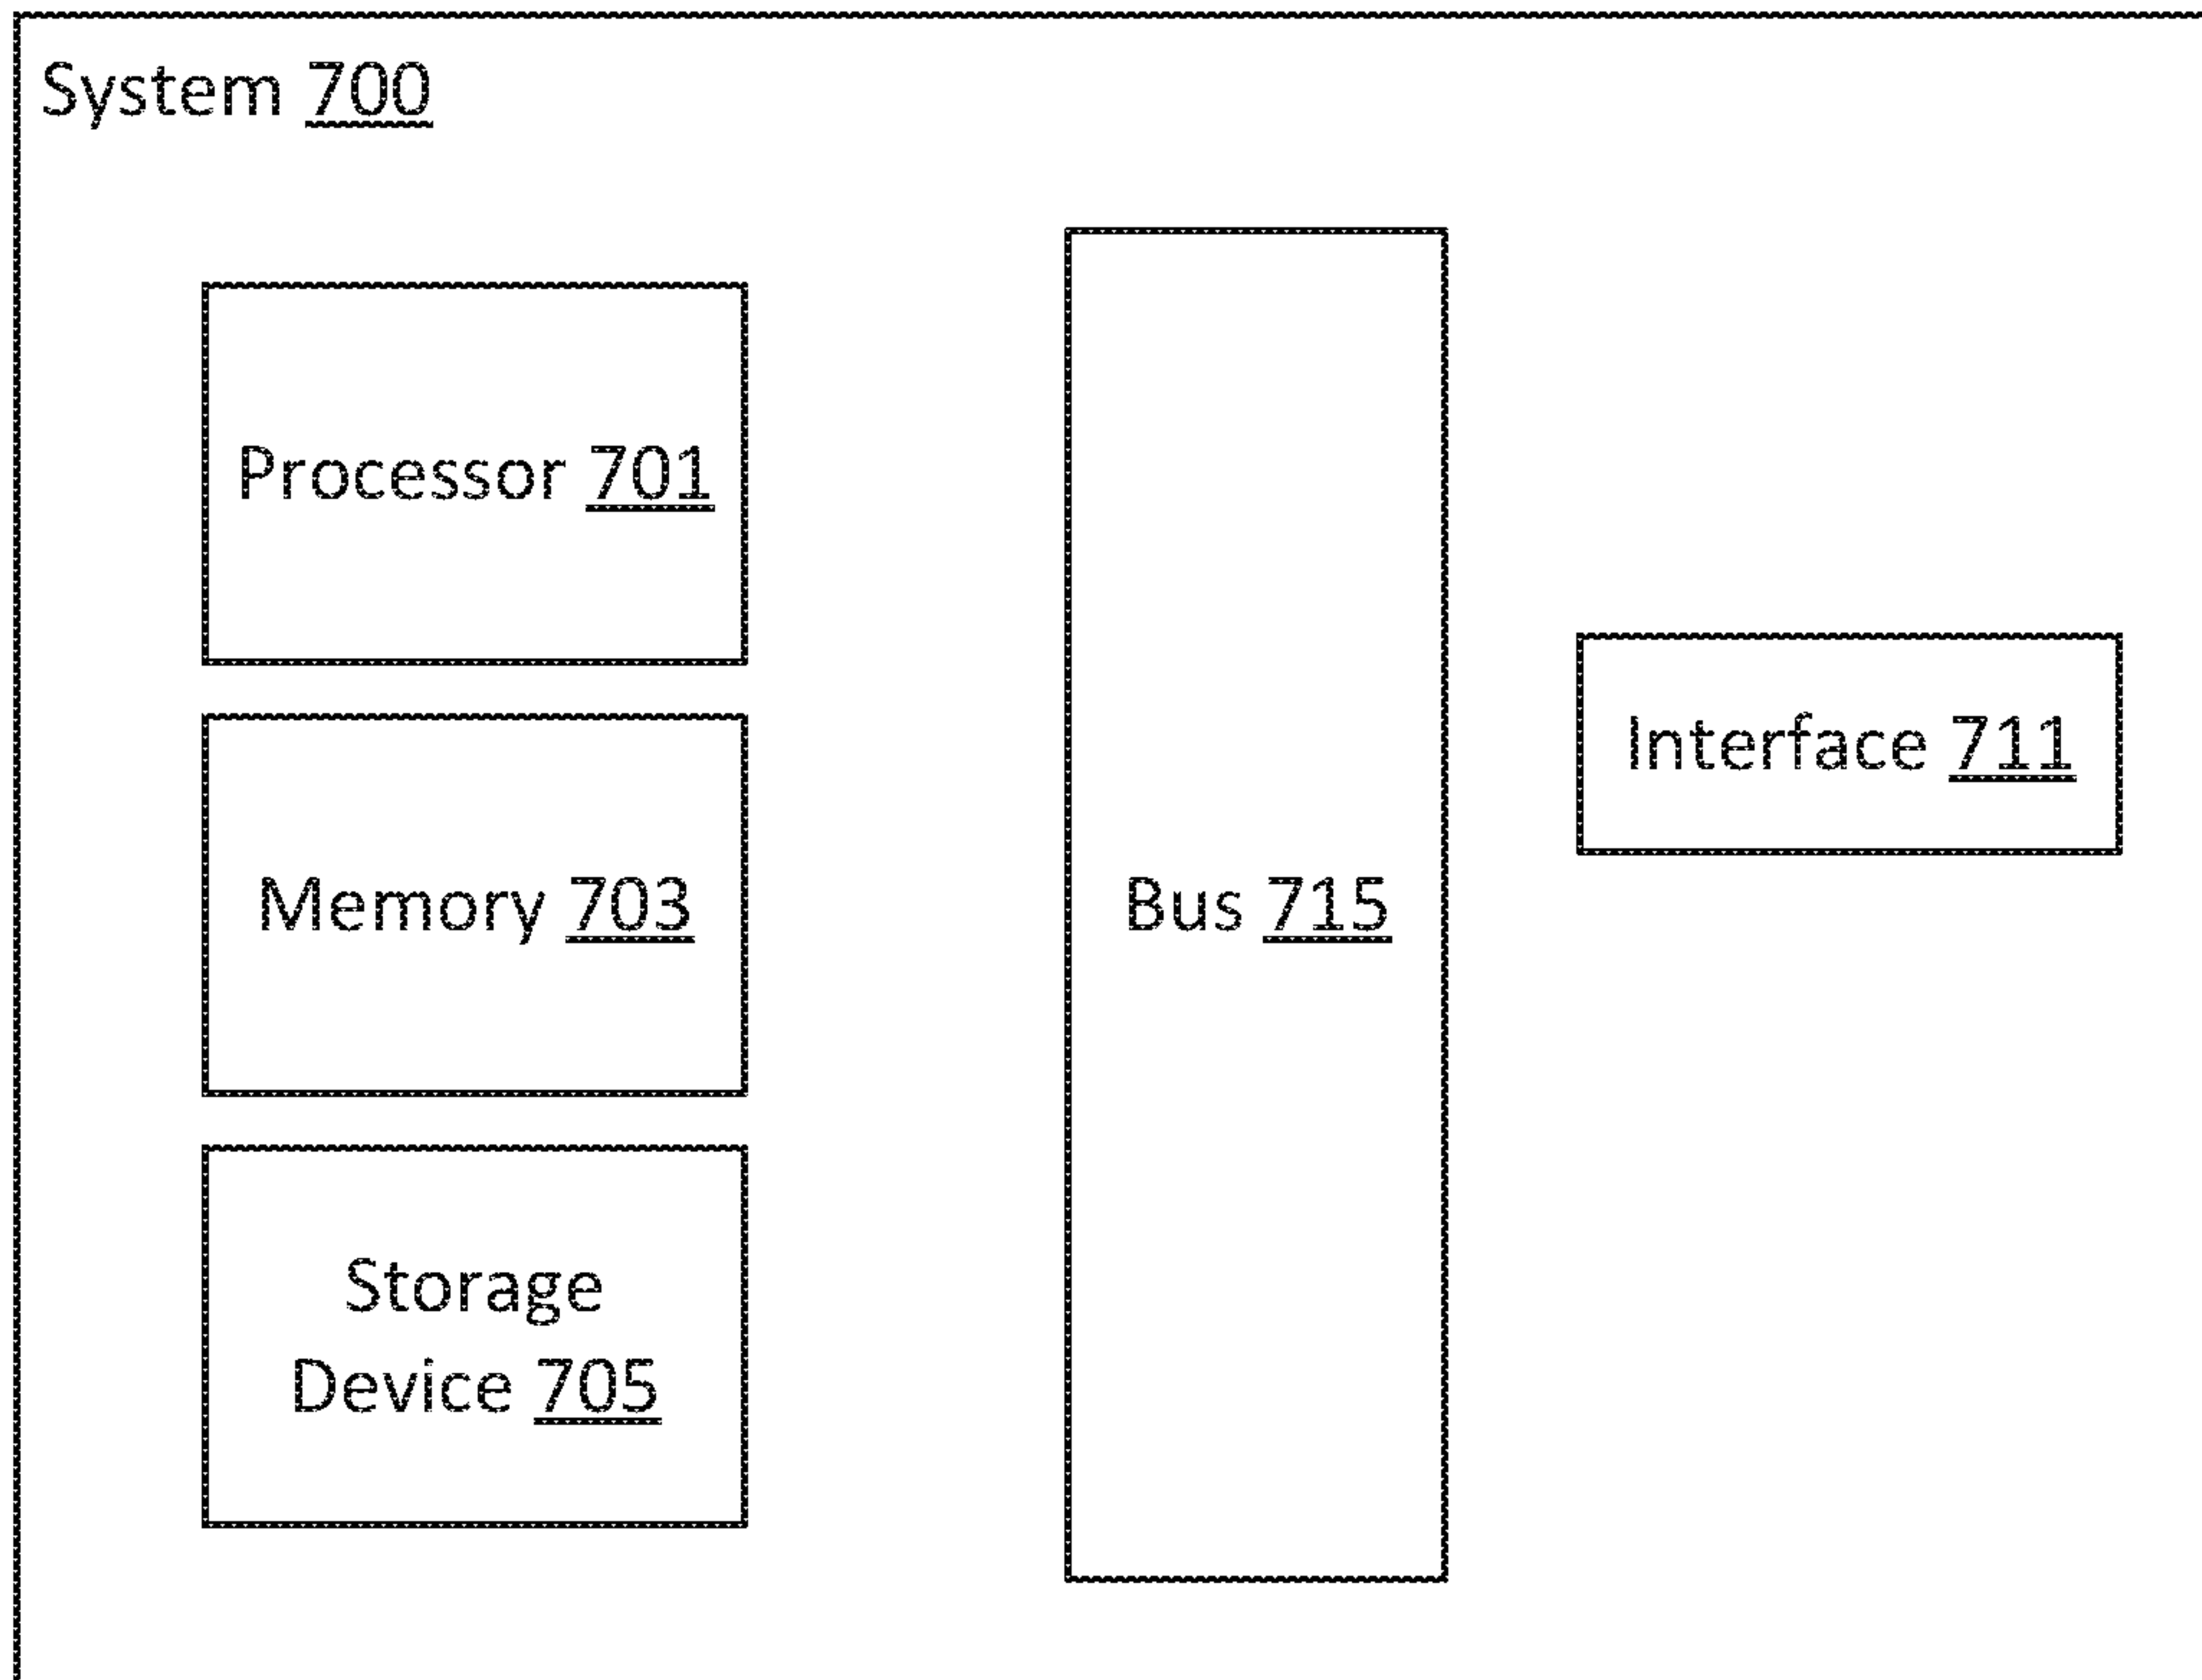 System 700
Processor 701
Memory 703
Storage
Device 705
Bus 715
Interface 711